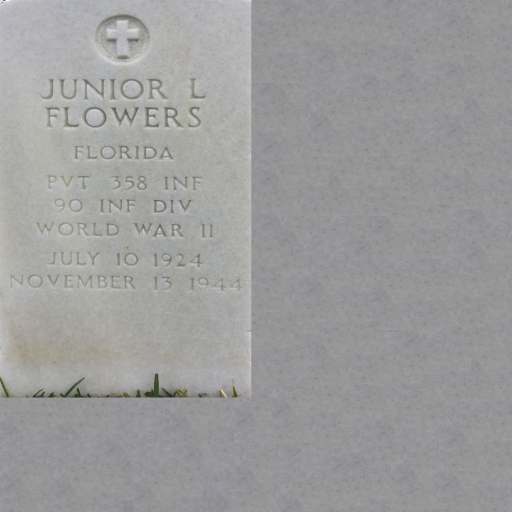 JUNIOR L
FLOWERS
FLORIDA
PVT 358 INF
90 INF DIV
WORLD WAR II
JULY 10 1924
NOVEMBER 13 1944